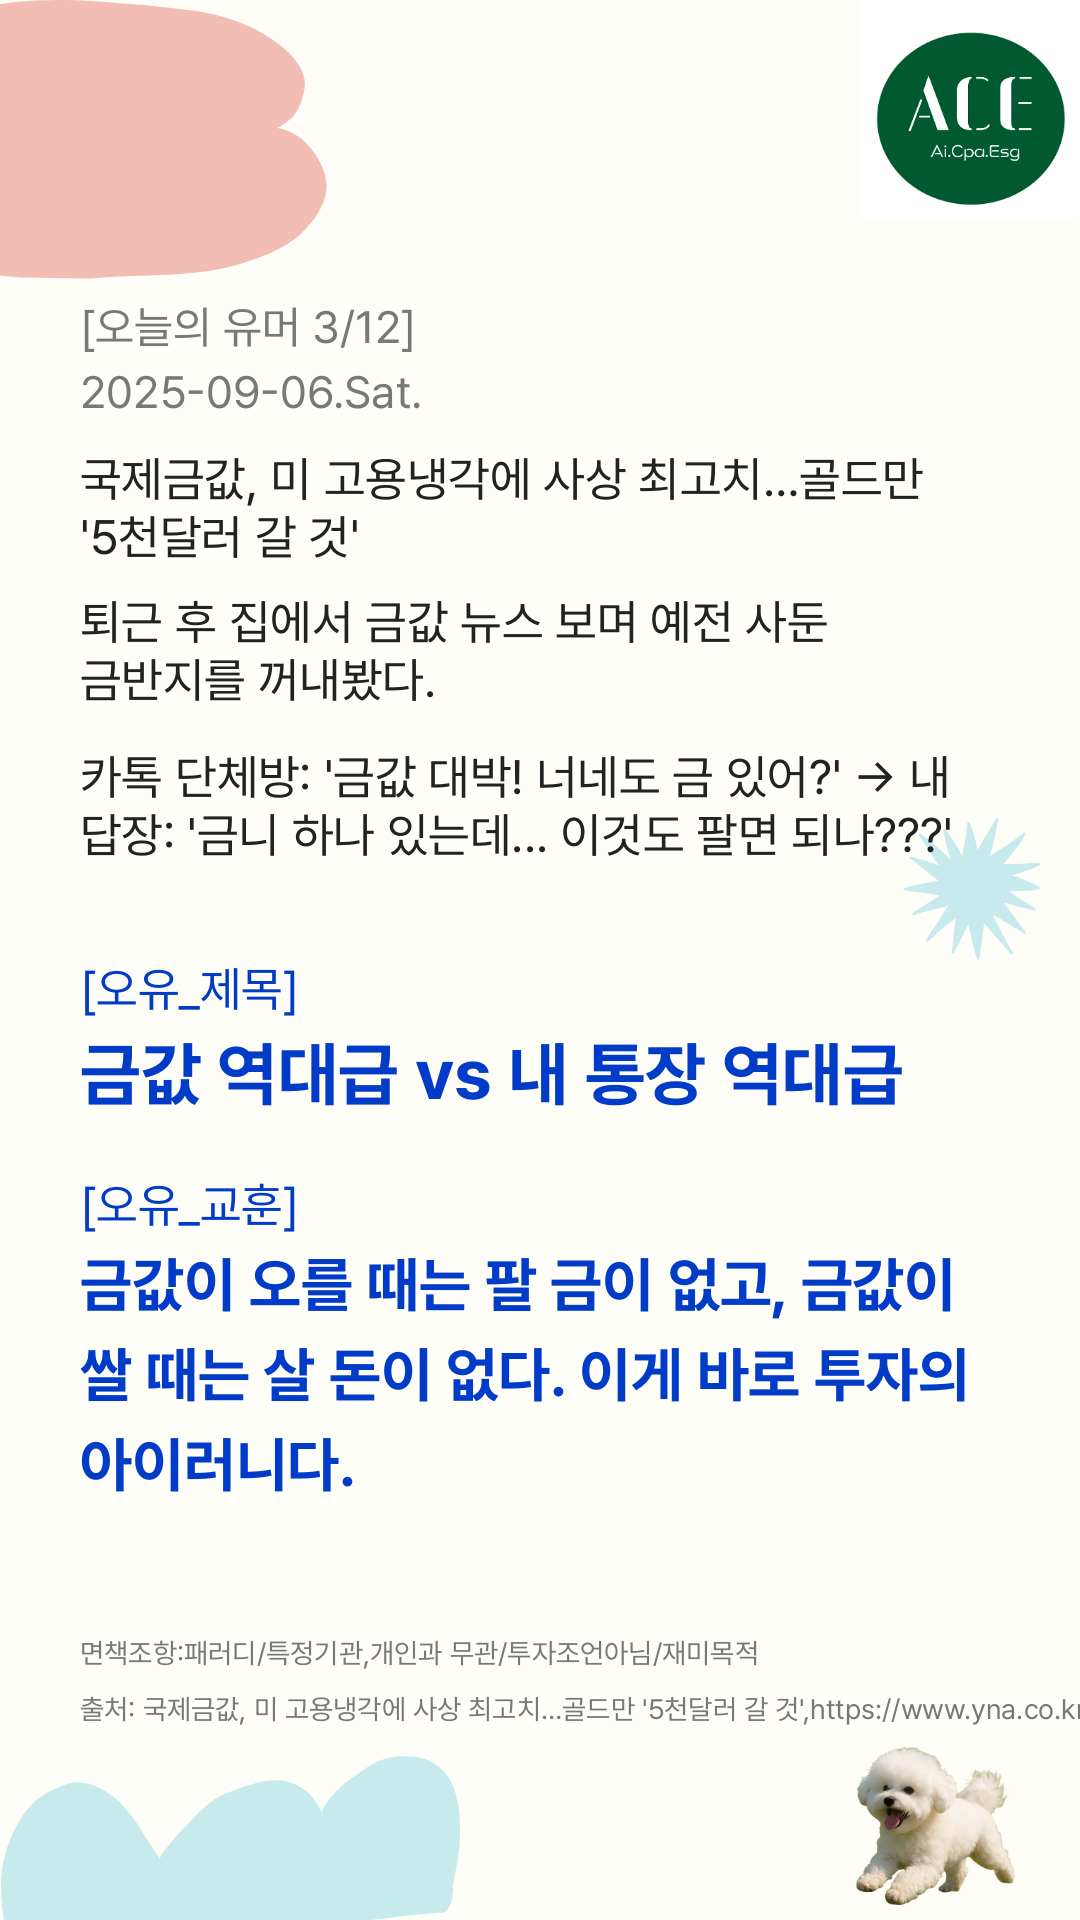 ACE
Ai.Cpa.Esg
[오늘의 유머 3/12]
2025-09-06.Sat.
국제금값, 미 고용냉각에 사상 최고치...골드만
'5천달러 갈 것'
퇴근 후 집에서 금값 뉴스 보며 예전 사둔
금반지를 꺼내봤다.
카톡 단체방: '금값 대박! 너네도 금 있어?' → 내
답장: '금니 하나 있는데... 이것도 팔면 되나???'
[오유_제목]
금값 역대급 vs 내 통장 역대급
[오유_교훈]
금값이 오를 때는 팔 금이 없고, 금값이
쌀 때는 살 돈이 없다. 이게 바로 투자의
아이러니다.
면책조항:패러디/특정기관,개인과 무관/투자조언아님/재미목적
출처: 국제금값, 미 고용냉각에 사상 최고치...골드만 '5천달러 갈 것',https://www.yna.co.kr